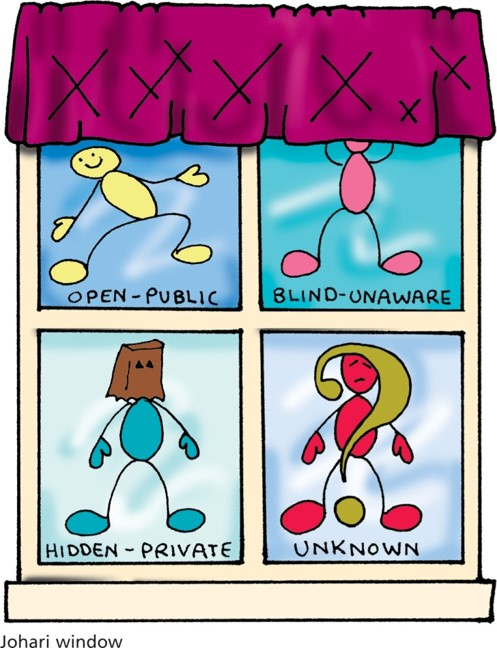 OPEN-PUBLIC
BLIND-UNAWARE
HIDDEN-PRIVATE
UNKNOWN
Johari window